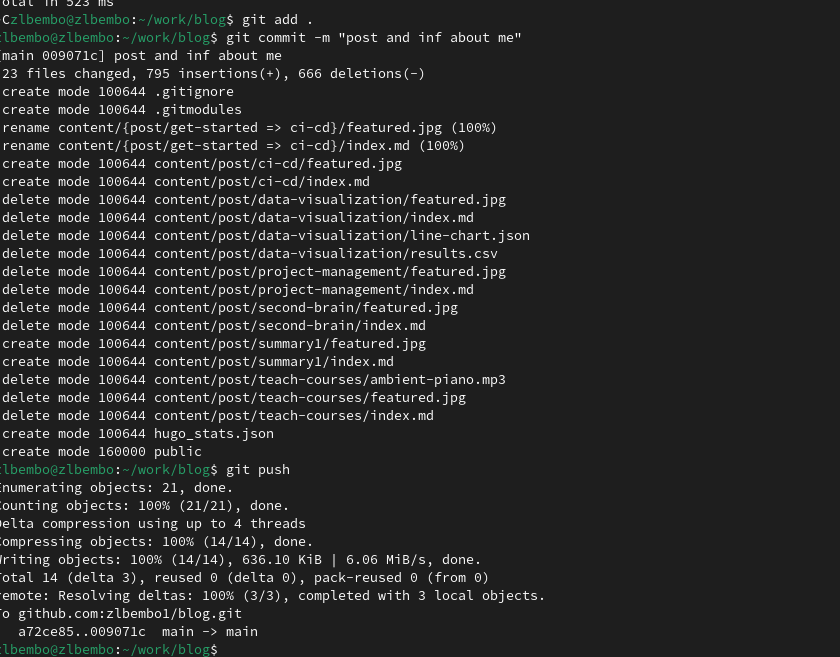 otal in 523 ms
Czlbembo@zlbembo:~/work/blog$ git add .
zlbembo@zlbembo:~/work/blog$ git commit -m "post and inf about me"
[main 009071c] post and inf about me
23 files changed, 795 insertions(+), 666 deletions(-)
create mode 100644 .gitignore
create mode 100644 .gitmodules
rename content/{post/get-started => ci-cd}/featured.jpg (100%)
rename content/{post/get-started => ci-cd}/index.md (100%)
create mode 100644 content/post/ci-cd/featured.jpg
create mode 100644 content/post/ci-cd/index.md
delete mode 100644 content/post/data-visualization/featured.jpg
delete mode 100644 content/post/data-visualization/index.md
delete mode 100644 content/post/data-visualization/line-chart.json
delete mode 100644 content/post/data-visualization/results.csv
delete mode 100644 content/post/project-management/featured.jpg
delete mode 100644 content/post/project-management/index.md
delete mode 100644 content/post/second-brain/featured.jpg
delete mode 100644 content/post/second-brain/index.md
create mode 100644 content/post/summary1/featured.jpg
create mode 100644 content/post/summary1/index.md
delete mode 100644 content/post/teach-courses/ambient-piano.mp3
delete mode 100644 content/post/teach-courses/featured.jpg
delete mode 100644 content/post/teach-courses/index.md
create mode 100644 hugo_stats.json
create mode 160000 public
zlbembo@zlbembo:~/work/blog$ git push
Enumerating objects: 21, done.
Counting objects: 100% (21/21), done.
Delta compression using up to 4 threads
Compressing objects: 100% (14/14), done.
Writing objects: 100% (14/14), 636.10 KiB | 6.06 MiB/s, done.
Total 14 (delta 3), reused 0 (delta 0), pack-reused 0 (from 0)
remote: Resolving deltas: 100% (3/3), completed with 3 local objects.
To github.com:zlbembo1/blog.git
a72ce85..009071c  main -> main
zlbembo@zlbembo:~/work/blog$